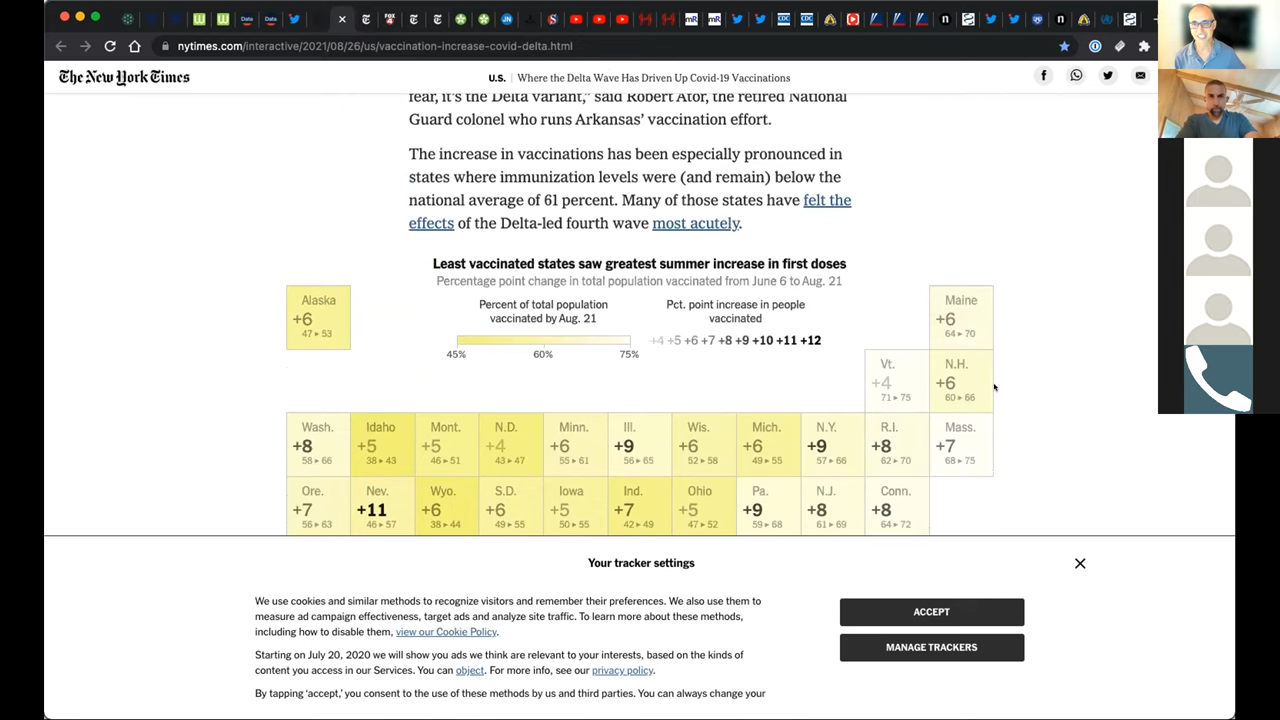 nytimes.com/interactive/2021/08/26/us/vaccination-increase-covid-delta.html
The New York Times
U.S. | Where the Delta Wave Has Driven Up Covid-19 Vaccinations
fear, it's the Delta variant,” said Robert Ator, the retired National
Guard colonel who runs Arkansas’ vaccination effort.
The increase in vaccinations has been especially pronounced in
states where immunization levels were (and remain) below the
national average of 61 percent. Many of those states have felt the
effects of the Delta-led fourth wave most acutely.
Least vaccinated states saw greatest summer increase in first doses
Percentage point change in total population vaccinated from June 6 to Aug. 21
Percent of total population
vaccinated by Aug. 21
45% 60% 75%
Pct. point increase in people
vaccinated
+4 +5 +6 +7 +8 +9 +10 +11 +12
Alaska
+6
47 ▸ 53
Maine
+6
64 ▸ 70
Vt.
+4
71 ▸ 75
N.H.
+6
60 ▸ 66
Wash.
+8
58 ▸ 66
Idaho
+5
38 ▸ 43
Mont.
+5
46 ▸ 51
N.D.
+4
43 ▸ 47
Minn.
+6
55 ▸ 61
Ill.
+9
56 ▸ 65
Wis.
+6
52 ▸ 58
Mich.
+6
49 ▸ 55
N.Y.
+9
57 ▸ 66
R.I.
+8
62 ▸ 70
Mass.
+7
68 ▸ 75
Ore.
+7
56 ▸ 63
Nev.
+11
46 ▸ 57
Wyo.
+6
38 ▸ 44
S.D.
+6
49 ▸ 55
Iowa
+5
50 ▸ 55
Ind.
+7
42 ▸ 49
Ohio
+5
47 ▸ 52
Pa.
+9
59 ▸ 68
N.J.
+8
61 ▸ 69
Conn.
+8
64 ▸ 72
Your tracker settings
We use cookies and similar methods to recognize visitors and remember their preferences. We also use them to
measure ad campaign effectiveness, target ads and analyze site traffic. To learn more about these methods,
including how to disable them, view our Cookie Policy.
Starting on July 20, 2020 we will show you ads we think are relevant to your interests, based on the kinds of
content you access in our Services. You can object. For more info, see our privacy policy.
By tapping ‘accept,’ you consent to the use of these methods by us and third parties. You can always change your
ACCEPT
MANAGE TRACKERS